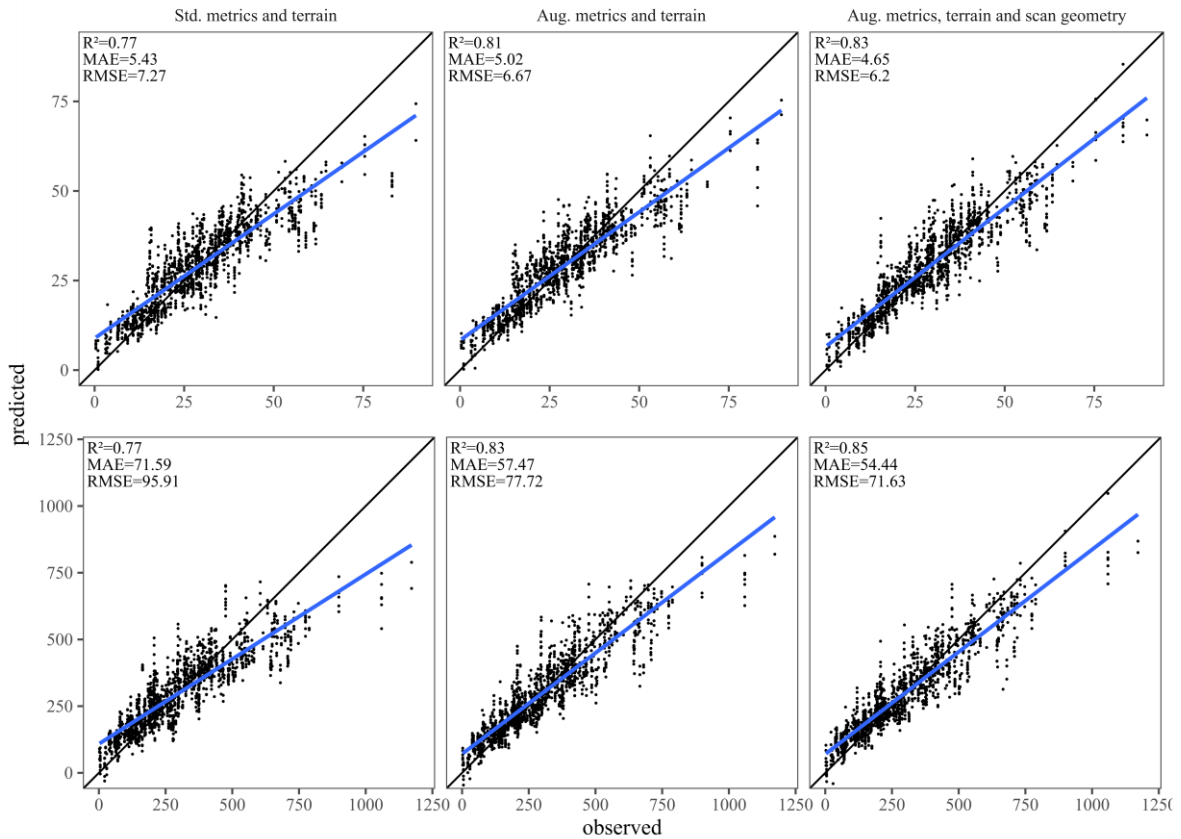 Std. metrics and terrain
Aug. metrics and terrain
Aug. metrics, terrain and scan geometry
R²=0.77
MAE=5.43
RMSE=7.27
R²=0.81
MAE=5.02
RMSE=6.67
R²=0.83
MAE=4.65
RMSE=6.2
75
50
25
0
0 25 50 75
0 25 50 75
0 25 50 75
predicted
R²=0.77
MAE=71.59
RMSE=95.91
R²=0.83
MAE=57.47
RMSE=77.72
R²=0.85
MAE=54.44
RMSE=71.63
1250
1000
750
500
250
0
0 250 500 750 1000 1250
0 250 500 750 1000 1250
0 250 500 750 1000 1250
observed